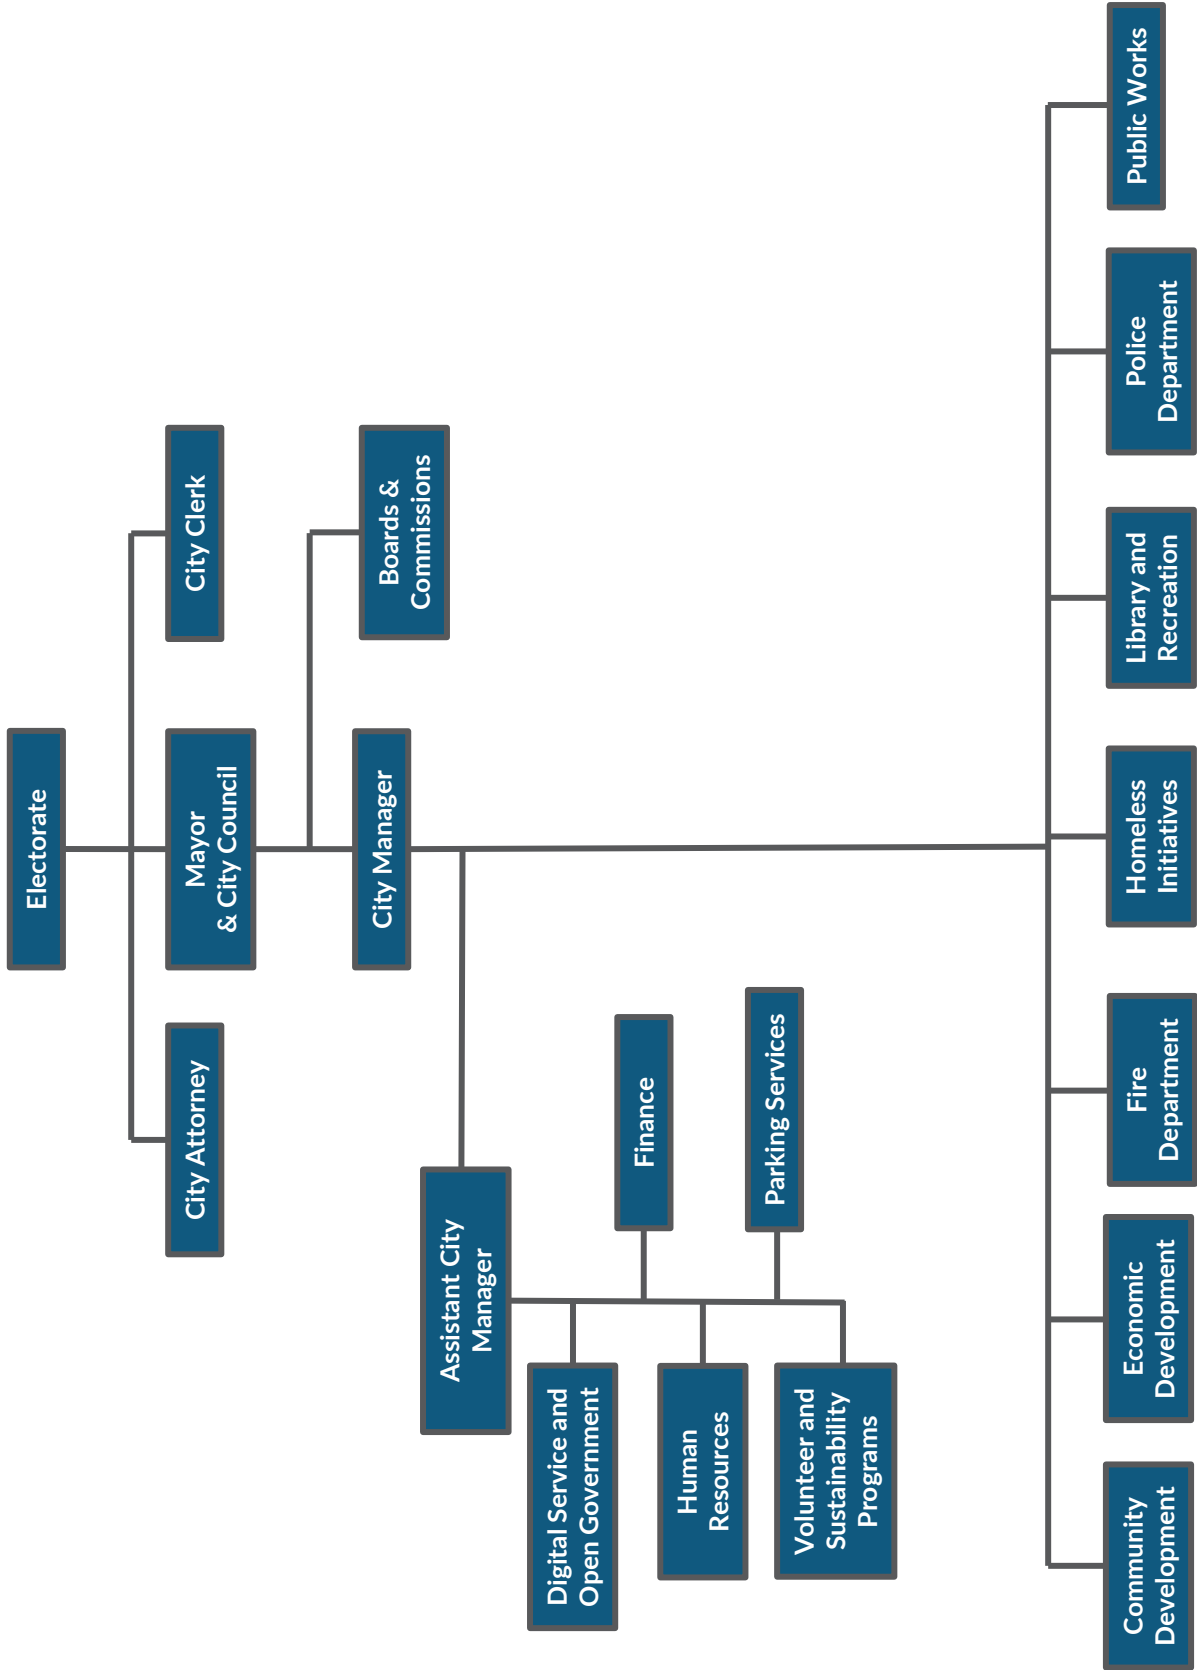 Electorate
City Attorney
Mayor
& City Council
City Clerk
City Manager
Boards &
Commissions
Assistant City
Manager
Digital Service and
Open Government
Finance
Human
Resources
Parking Services
Volunteer and
Sustainability
Programs
Community
Development
Economic
Development
Fire
Department
Homeless
Initiatives
Library and
Recreation
Police
Department
Public Works